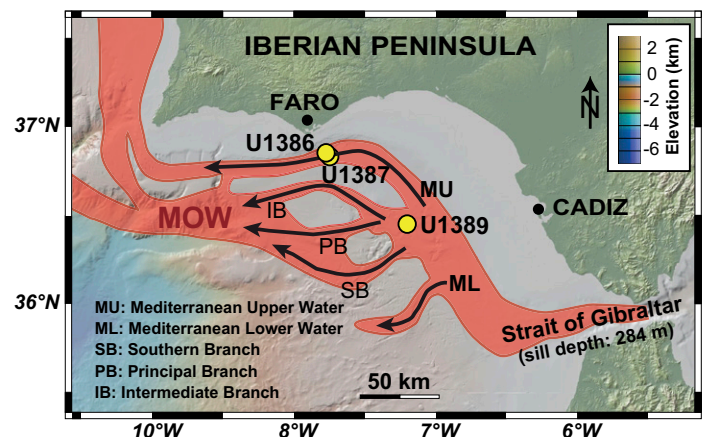 IBERIAN PENINSULA
2
0
-2
-4
-6
Elevation (km)
N
FARO
37°N
U1386
U1387
MU
CADIZ
IB
MOW
U1389
PB
SB
ML
36°N
MU: Mediterranean Upper Water
ML: Mediterranean Lower Water
SB: Southern Branch
PB: Principal Branch
IB: Intermediate Branch
Strait of Gibraltar
(sill depth: 284 m)
50 km
10°W
9°W
8°W
7°W
6°W